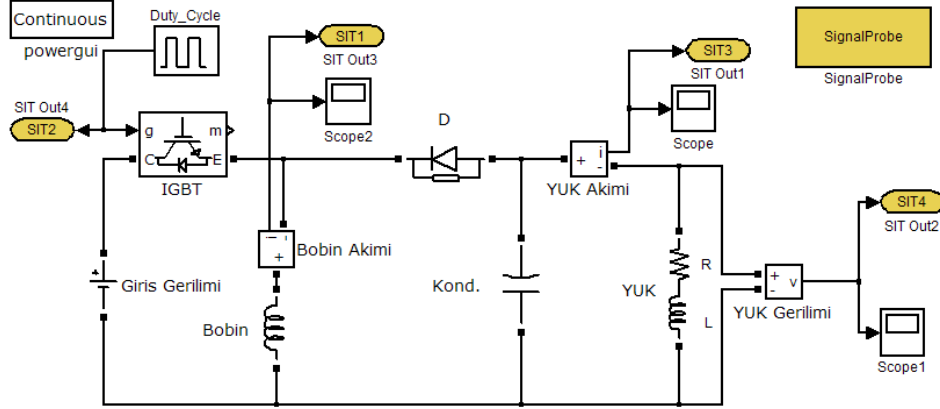 Continuous
powergui
Duty_Cycle
SIT1
SIT Out3
SIT3
SIT Out1
SignalProbe
SignalProbe
SIT Out4
SIT2
g
m
C
E
IGBT
Scope2
D
Scope
+
i
-
YUK Akimi
SIT4
SIT Out2
+
Giris Gerilimi
i
-
+
Bobin Akimi
Bobin
Kond.
YUK
R
L
+
-
v
YUK Gerilimi
Scope1